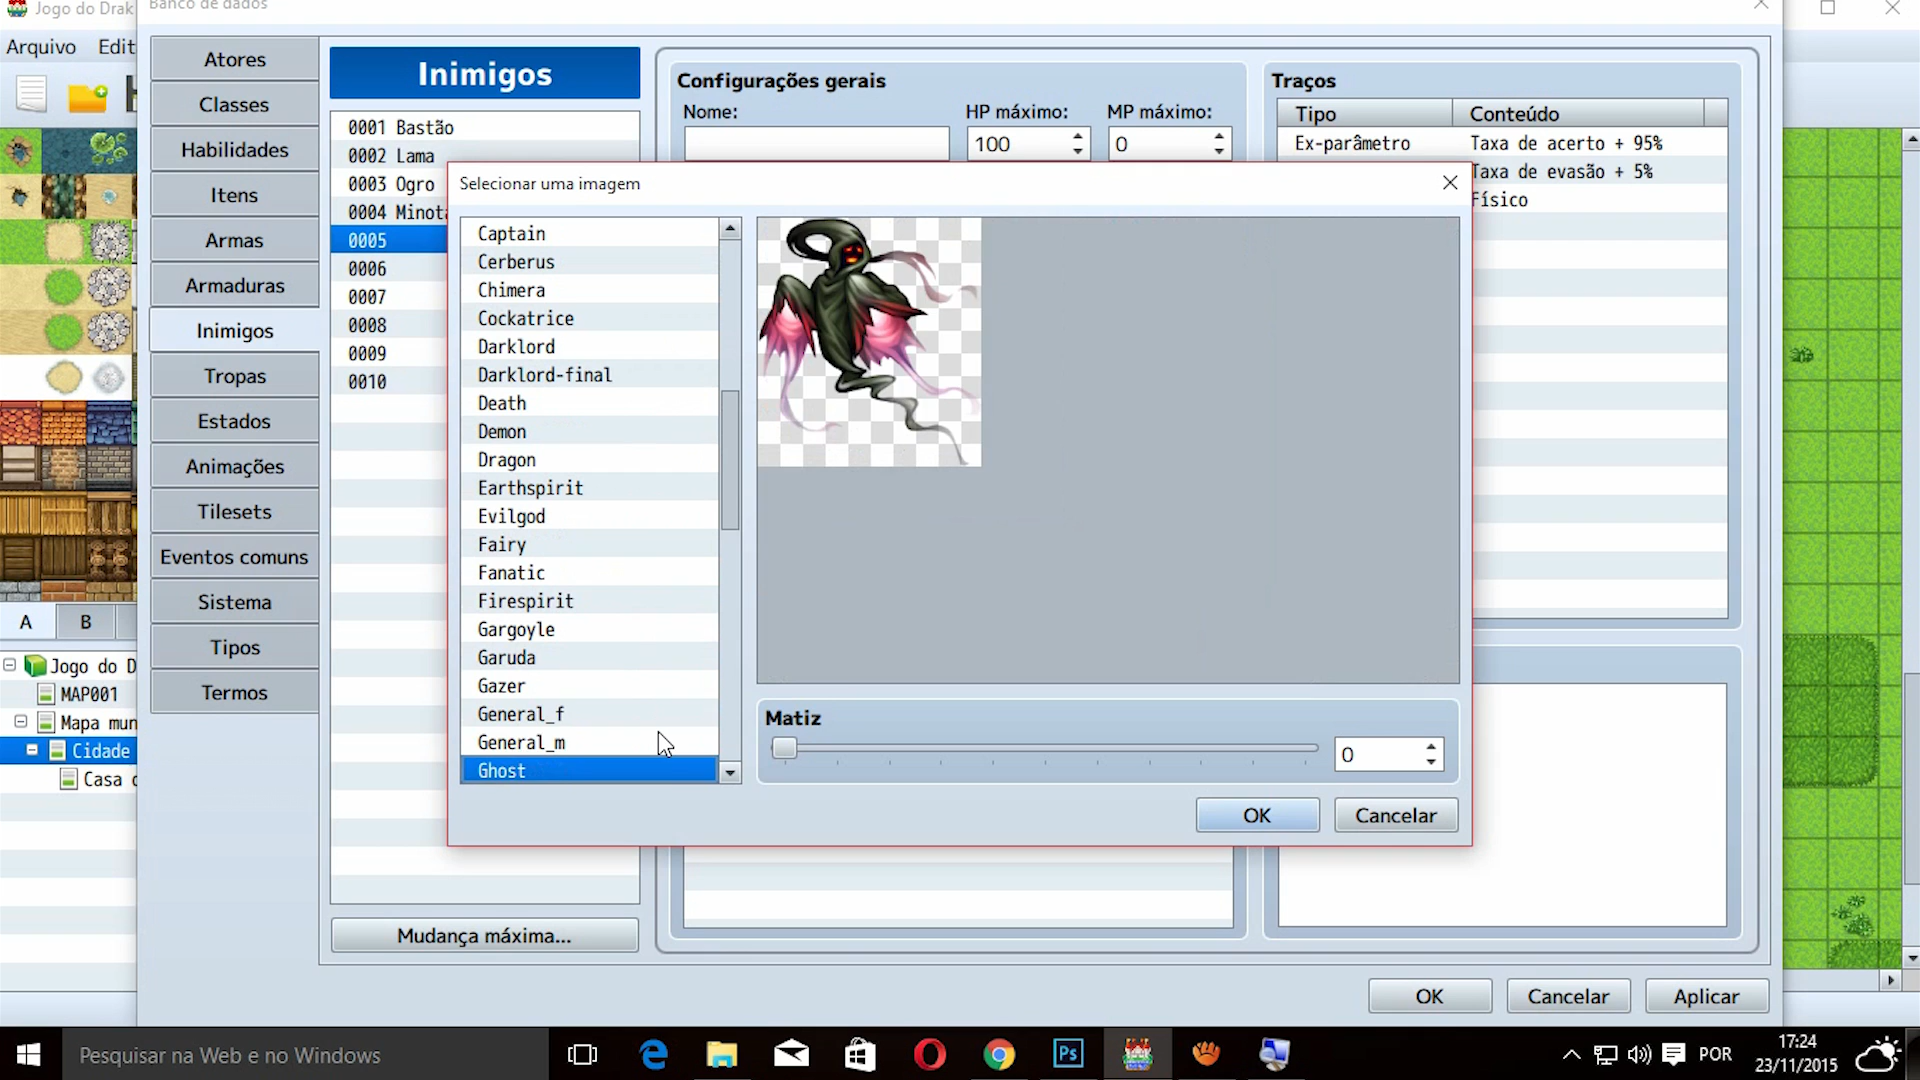 Jogo do Drak
Banco de dados
Arquivo
Edit
Atores
Classes
Habilidades
Itens
Armas
Armaduras
Inimigos
Tropas
Estados
Animações
Tilesets
Eventos comuns
Sistema
Tipos
Termos
Inimigos
0001 Bastão
0002 Lama
0003 Ogro
0004 Minota
0005
0006
0007
0008
0009
0010
Mudança máxima...
Configurações gerais
Nome:
HP máximo:
MP máximo:
100
0
Traços
Tipo
Conteúdo
Ex-parâmetro
Taxa de acerto + 95%
Taxa de evasão + 5%
Físico
Selecionar uma imagem
Captain
Cerberus
Chimera
Cockatrice
Darklord
Darklord-final
Death
Demon
Dragon
Earthspirit
Evilgod
Fairy
Fanatic
Firespirit
Gargoyle
Garuda
Gazer
General_f
General_m
Ghost
Matiz
0
OK
Cancelar
A
B
Jogo do D
MAP001
Mapa mun
Cidade
Casa d
OK
Cancelar
Aplicar
Pesquisar na Web e no Windows
Ps
POR
17:24
23/11/2015